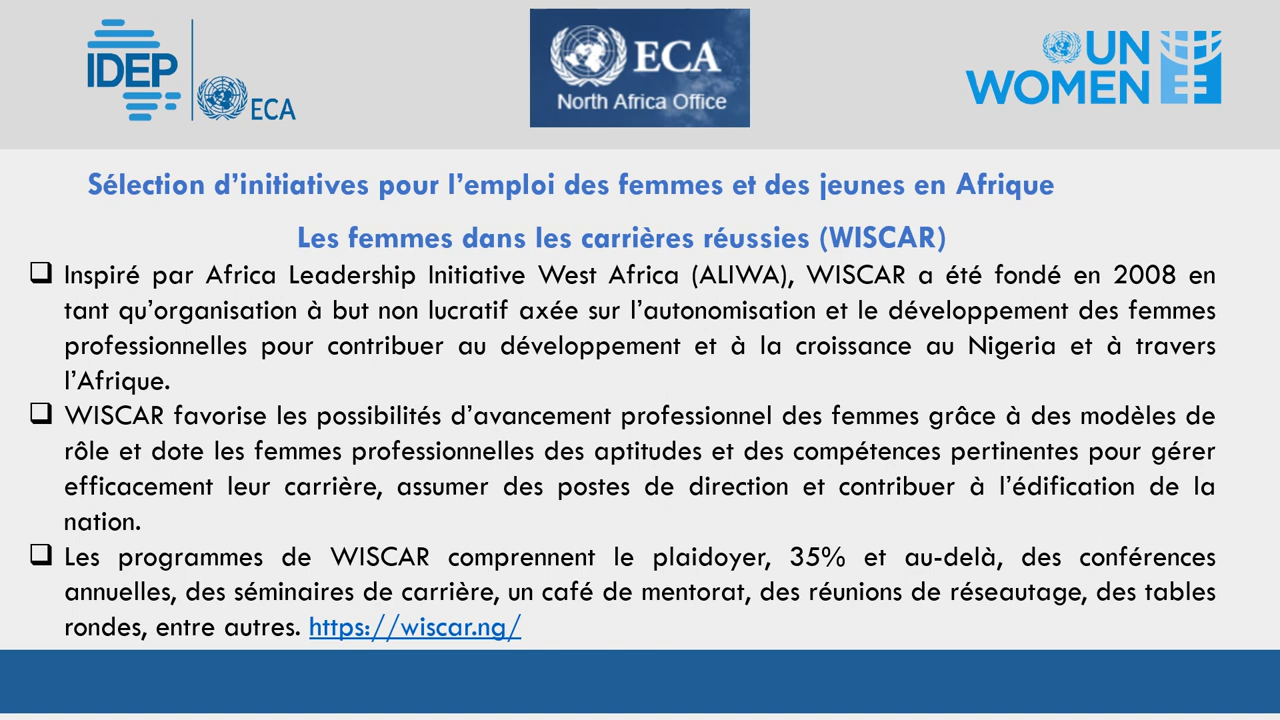 IDEP
ECA
ECA
North Africa Office
UN
WOMEN
Sélection d’initiatives pour l’emploi des femmes et des jeunes en Afrique
Les femmes dans les carrières réussies (WISCAR)
❑ Inspiré par Africa Leadership Initiative West Africa (ALIWA), WISCAR a été fondé en 2008 en
tant qu’organisation à but non lucratif axée sur l’autonomisation et le développement des femmes
professionnelles pour contribuer au développement et à la croissance au Nigeria et à travers
l’Afrique.
❑ WISCAR favorise les possibilités d’avancement professionnel des femmes grâce à des modèles de
rôle et dote les femmes professionnelles des aptitudes et des compétences pertinentes pour gérer
efficacement leur carrière, assumer des postes de direction et contribuer à l’édification de la
nation.
❑ Les programmes de WISCAR comprennent le plaidoyer, 35% et au-delà, des conférences
annuelles, des séminaires de carrière, un café de mentorat, des réunions de réseautage, des tables
rondes, entre autres. https://wiscar.ng/